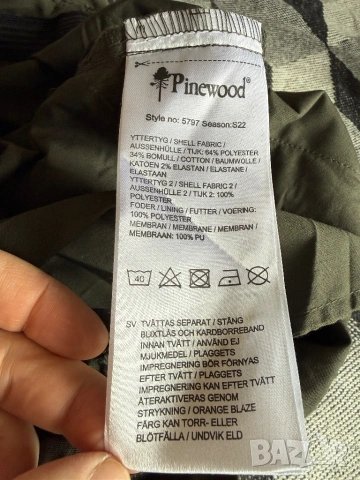 Pinewood®
Style no: 5797 Season:S22
YTTERTYG / SHELL FABRIC /
AUSSENHÜLLE / TIJK: 64% POLYESTER
34% BOMULL / COTTON / BAUMWOLLE /
KATOEN 2% ELASTAN / ELASTANE /
ELASTAAN
YTTERTYG 2 / SHELL FABRIC 2 /
AUSSENHÜLLE 2 / TIJK 2: 100%
POLYESTER
FODER / LINING / FUTTER / VOERING:
100% POLYESTER
MEMBRAN / MEMBRANE / MEMBRAN /
MEMBRAAN: 100% PU
40
SV TVÄTTAS SEPARAT / STÄNG
BLIXTLÅS OCH KARDBORREBAND
INNAN TVÄTT / ANVÄND EJ
MJUKMEDEL / PLAGGETS
IMPREGNERING BÖR FÖRNYAS
EFTER TVÄTT / PLAGGETS
IMPREGNERING KAN EFTER TVÄTT
ÅTERAKTIVERAS GENOM
STRYKNING / ORANGE BLAZE
FÄRG KAN TORR- ELLER
BLÖTFÄLLA / UNDVIK ELD
BAZAR